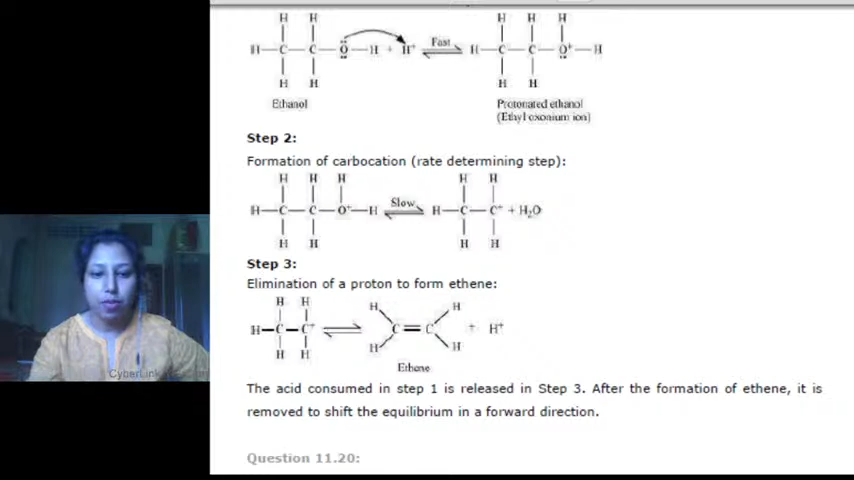 H H H H H
H—C—C—O—H + H⁺ Fast H—C—C—O⁺—H
H H H H
Ethanol Protonated ethanol
(Ethyl oxonium ion)
Step 2:
Formation of carbocation (rate determining step):
H H H H H
H—C—C—O⁺—H Slow H—C—C⁺ + H₂O
H H H H
Step 3:
Elimination of a proton to form ethene:
H H H H
H—C—C⁺ C=C + H⁺
H H H H
Ethene
The acid consumed in step 1 is released in Step 3. After the formation of ethene, it is
removed to shift the equilibrium in a forward direction.
Question 11.20:
CyberLink